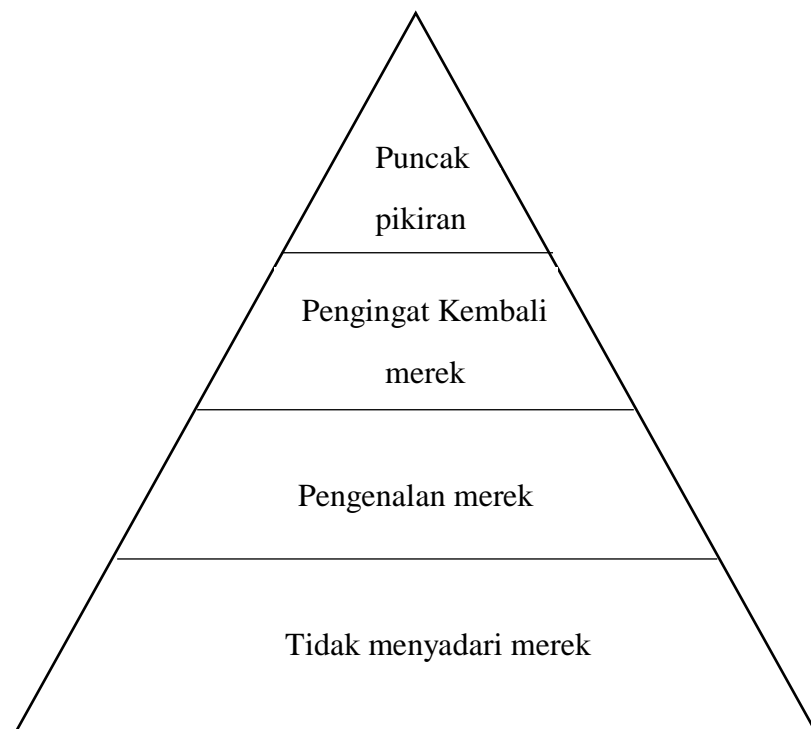 Puncak
pikiran
Pengingat Kembali
merek
Pengenalan merek
Tidak menyadari merek